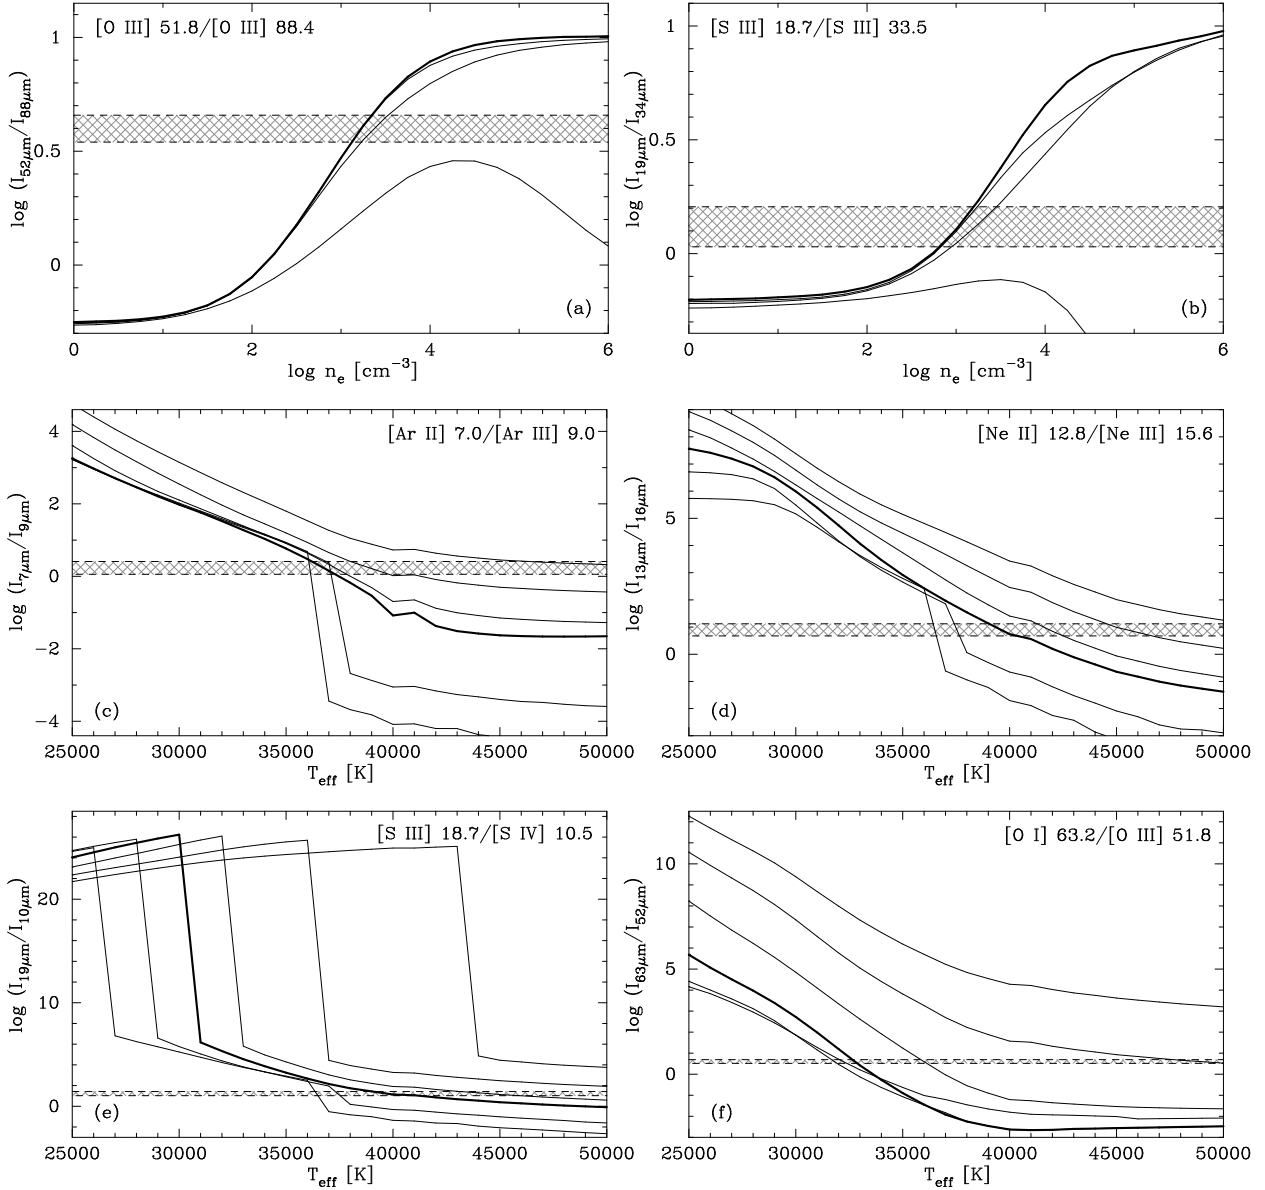 [O III] 51.8/[O III] 88.4
1
0.5
0
log (I52μm/I88μm)
(a)
0 2 4 6
log ne [cm−3]
[S III] 18.7/[S III] 33.5
1
0.5
0
log (I19μm/I34μm)
(b)
0 2 4 6
log ne [cm−3]
[Ar II] 7.0/[Ar III] 9.0
4
2
0
−2
−4
log (I7μm/I9μm)
(c)
25000 30000 35000 40000 45000 50000
Teff [K]
[Ne II] 12.8/[Ne III] 15.6
5
0
log (I13μm/I16μm)
(d)
25000 30000 35000 40000 45000 50000
Teff [K]
[S III] 18.7/[S IV] 10.5
20
10
0
log (I19μm/I10μm)
(e)
25000 30000 35000 40000 45000 50000
Teff [K]
[O I] 63.2/[O III] 51.8
10
5
0
log (I63μm/I52μm)
(f)
25000 30000 35000 40000 45000 50000
Teff [K]